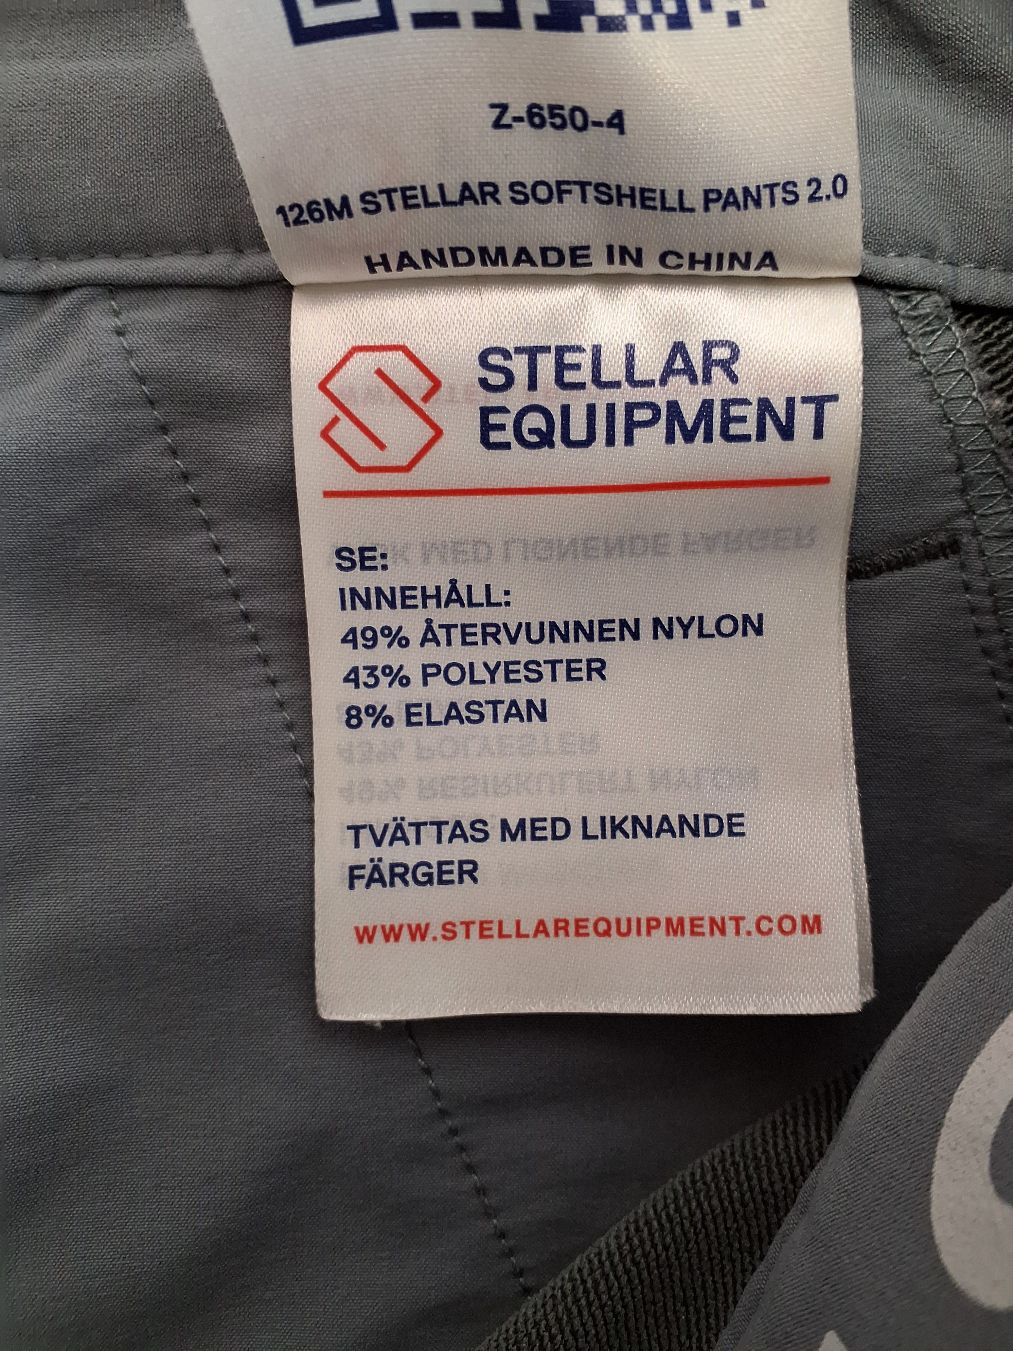 Z-650-4
126M STELLAR SOFTSHELL PANTS 2.0
HANDMADE IN CHINA
STELLAR
EQUIPMENT
SE:
INNEHÅLL:
49% ÅTERVUNNEN NYLON
43% POLYESTER
8% ELASTAN
TVÄTTAS MED LIKNANDE
FÄRGER
WWW.STELLAREQUIPMENT.COM